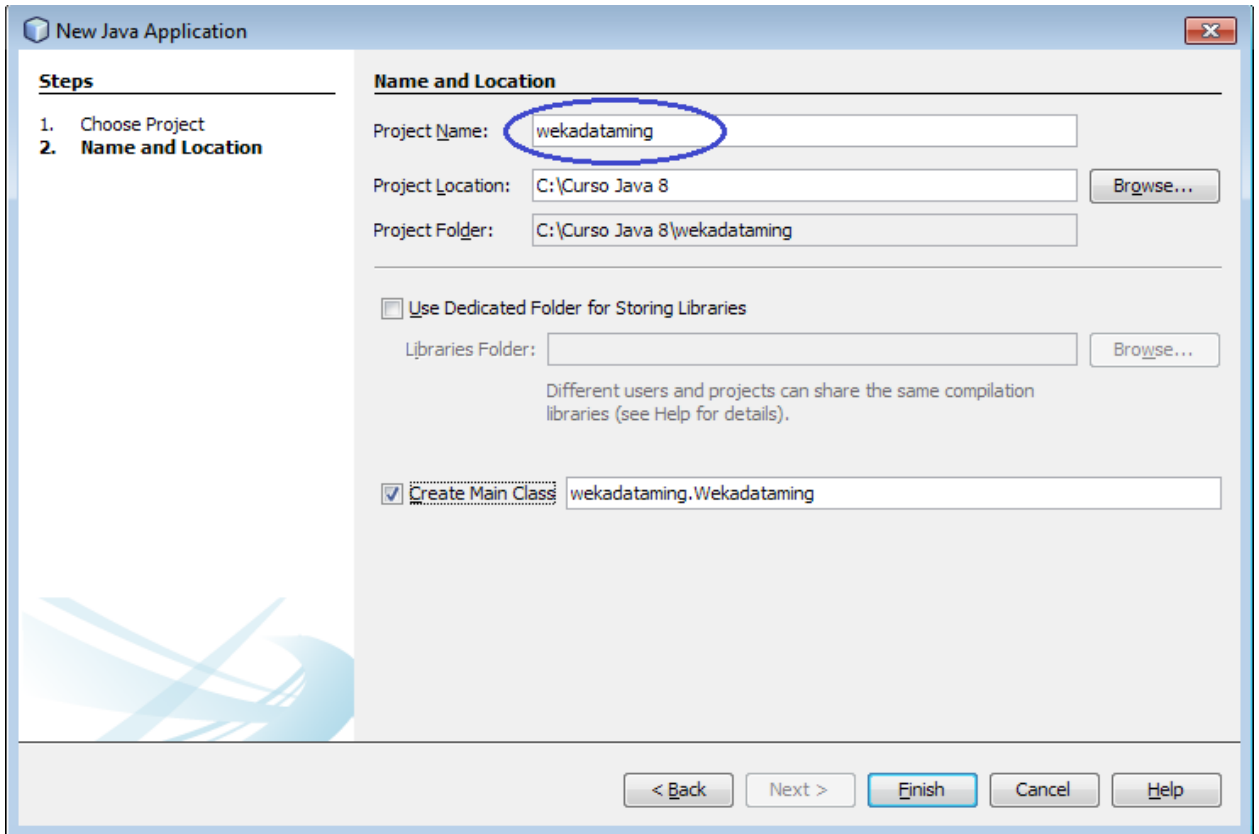 New Java Application
Steps
1. Choose Project
2. Name and Location
Name and Location
Project Name: wekadataming
Project Location: C:\Curso Java 8 Browse...
Project Folder: C:\Curso Java 8\wekadataming
Use Dedicated Folder for Storing Libraries
Libraries Folder: Browse...
Different users and projects can share the same compilation
libraries (see Help for details).
Create Main Class wekadataming.Wekadataming
< Back Next > Finish Cancel Help